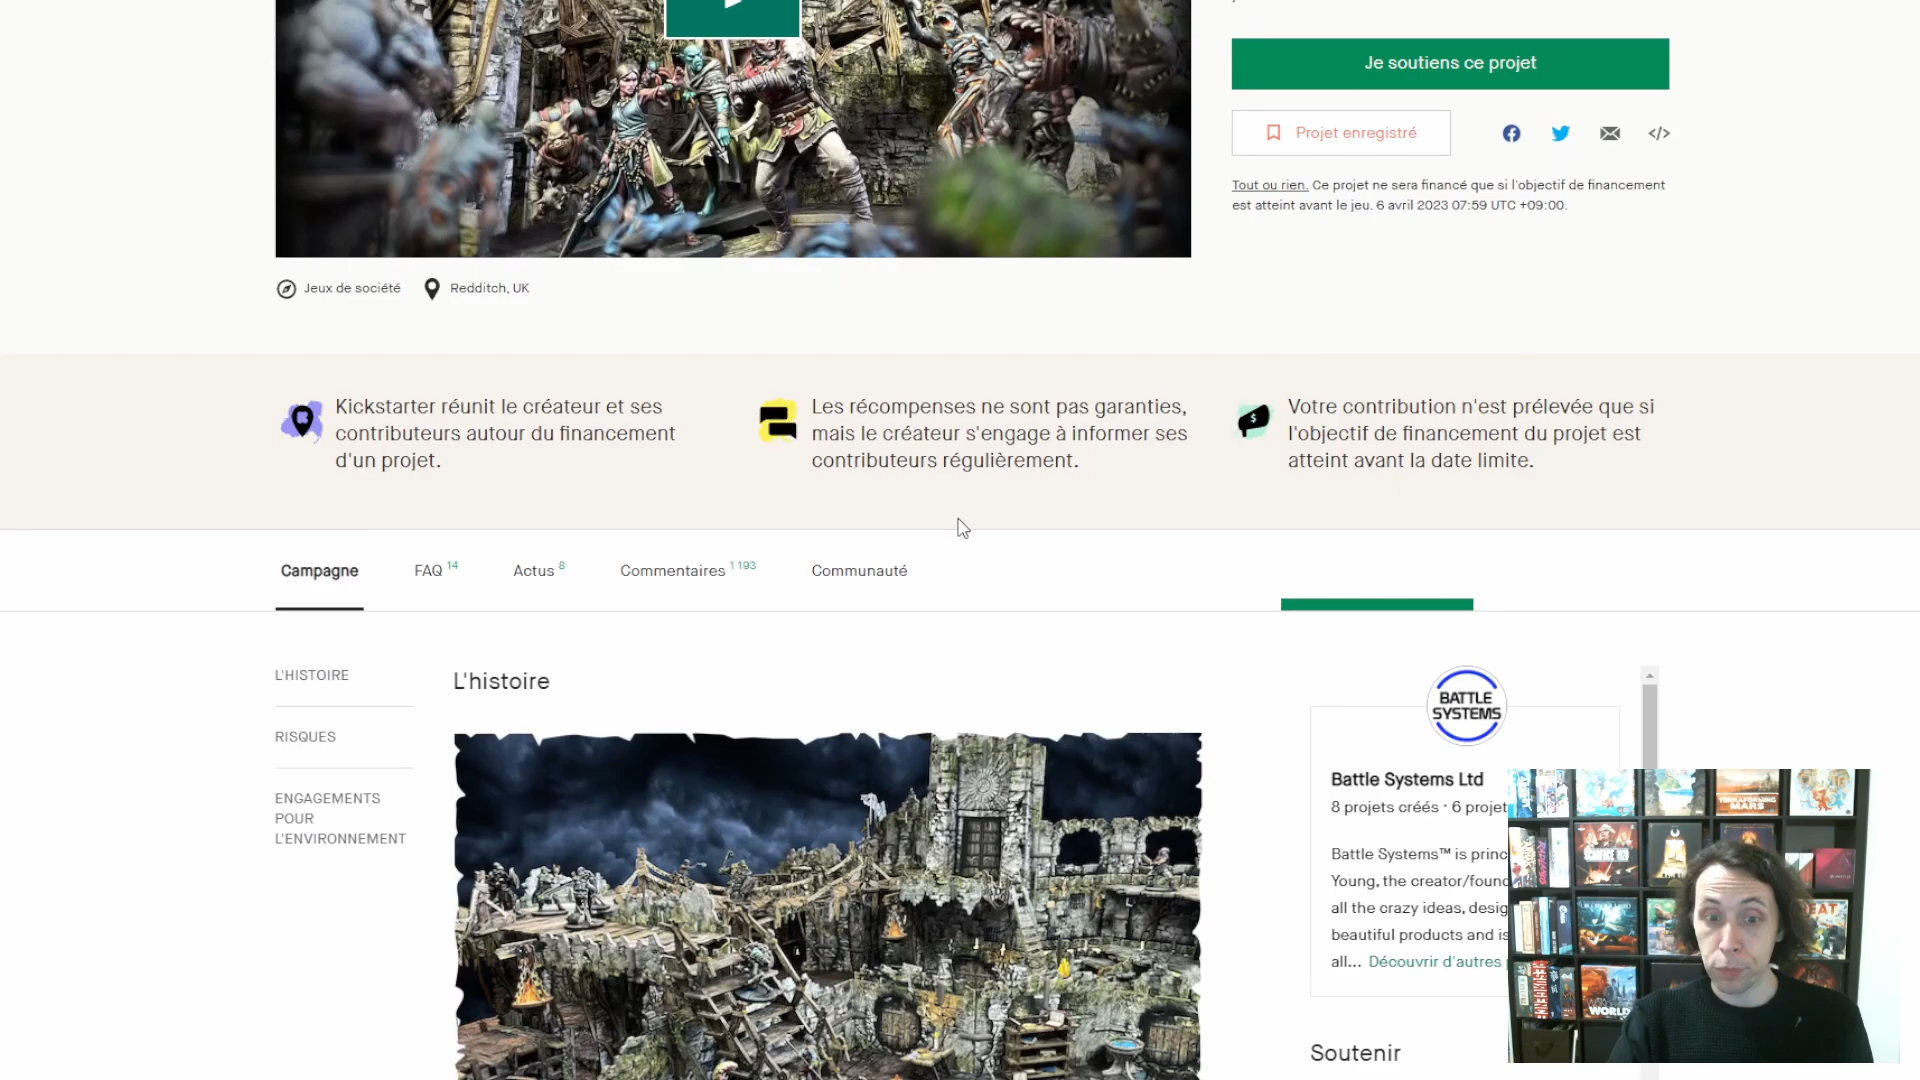 Je soutiens ce projet
Projet enregistré
Tout ou rien. Ce projet ne sera financé que si l'objectif de financement
est atteint avant le jeu. 6 avril 2023 07:59 UTC +09:00.
Jeux de société
Redditch, UK
Kickstarter réunit le créateur et ses
contributeurs autour du financement
d'un projet.
Les récompenses ne sont pas garanties,
mais le créateur s'engage à informer ses
contributeurs régulièrement.
Votre contribution n'est prélevée que si
l'objectif de financement du projet est
atteint avant la date limite.
Campagne
FAQ 14
Actus 8
Commentaires 1 193
Communauté
L'HISTOIRE
RISQUES
ENGAGEMENTS
POUR
L'ENVIRONNEMENT
L'histoire
BATTLE
SYSTEMS
Battle Systems Ltd
8 projets créés · 6 projet
Battle Systems™ is princ
Young, the creator/founc
all the crazy ideas, desig
beautiful products and is
all... Découvrir d'autres
Soutenir
TERRAFORMING
MARS
WORLD